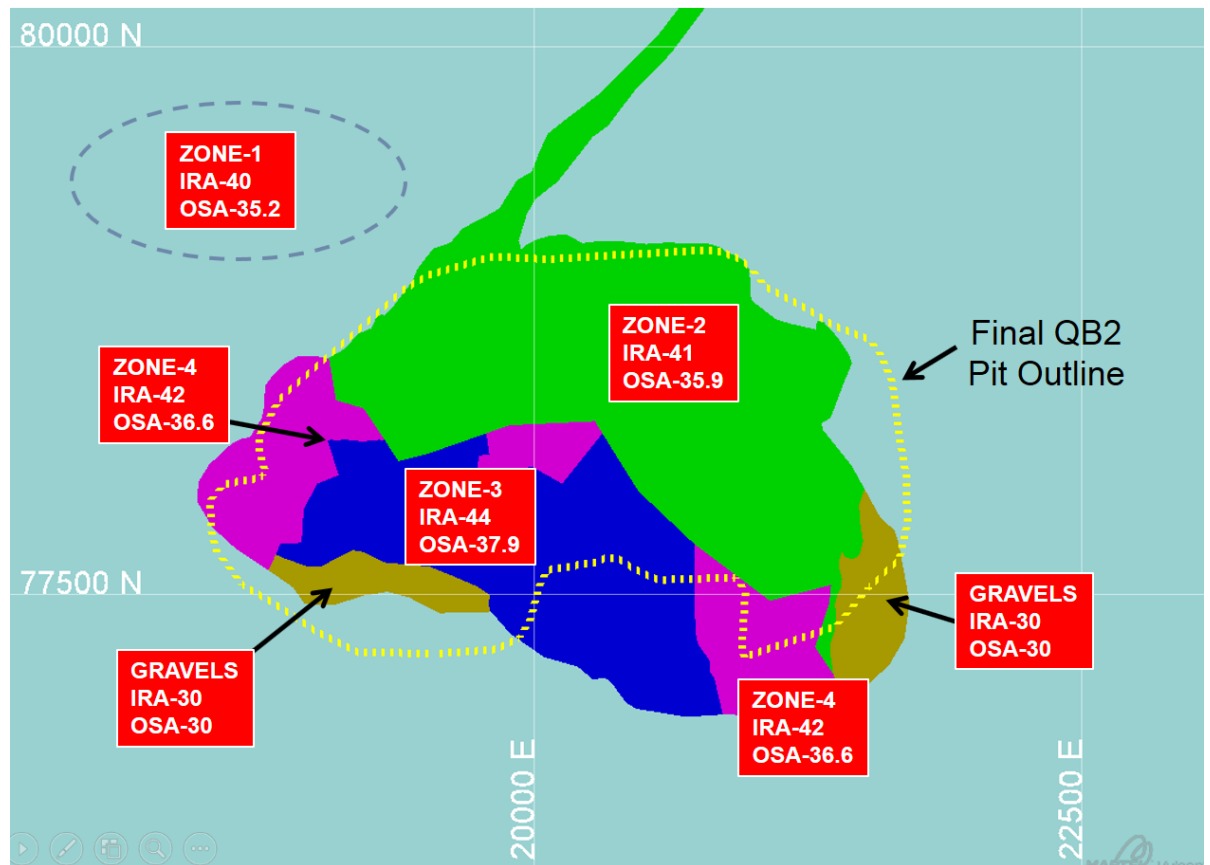 80000 N
ZONE-1
IRA-40
OSA-35.2
ZONE-2
IRA-41
OSA-35.9
Final QB2
Pit Outline
ZONE-4
IRA-42
OSA-36.6
ZONE-3
IRA-44
OSA-37.9
77500 N
GRAVELS
IRA-30
OSA-30
GRAVELS
IRA-30
OSA-30
ZONE-4
IRA-42
OSA-36.6
20000 E
22500 E